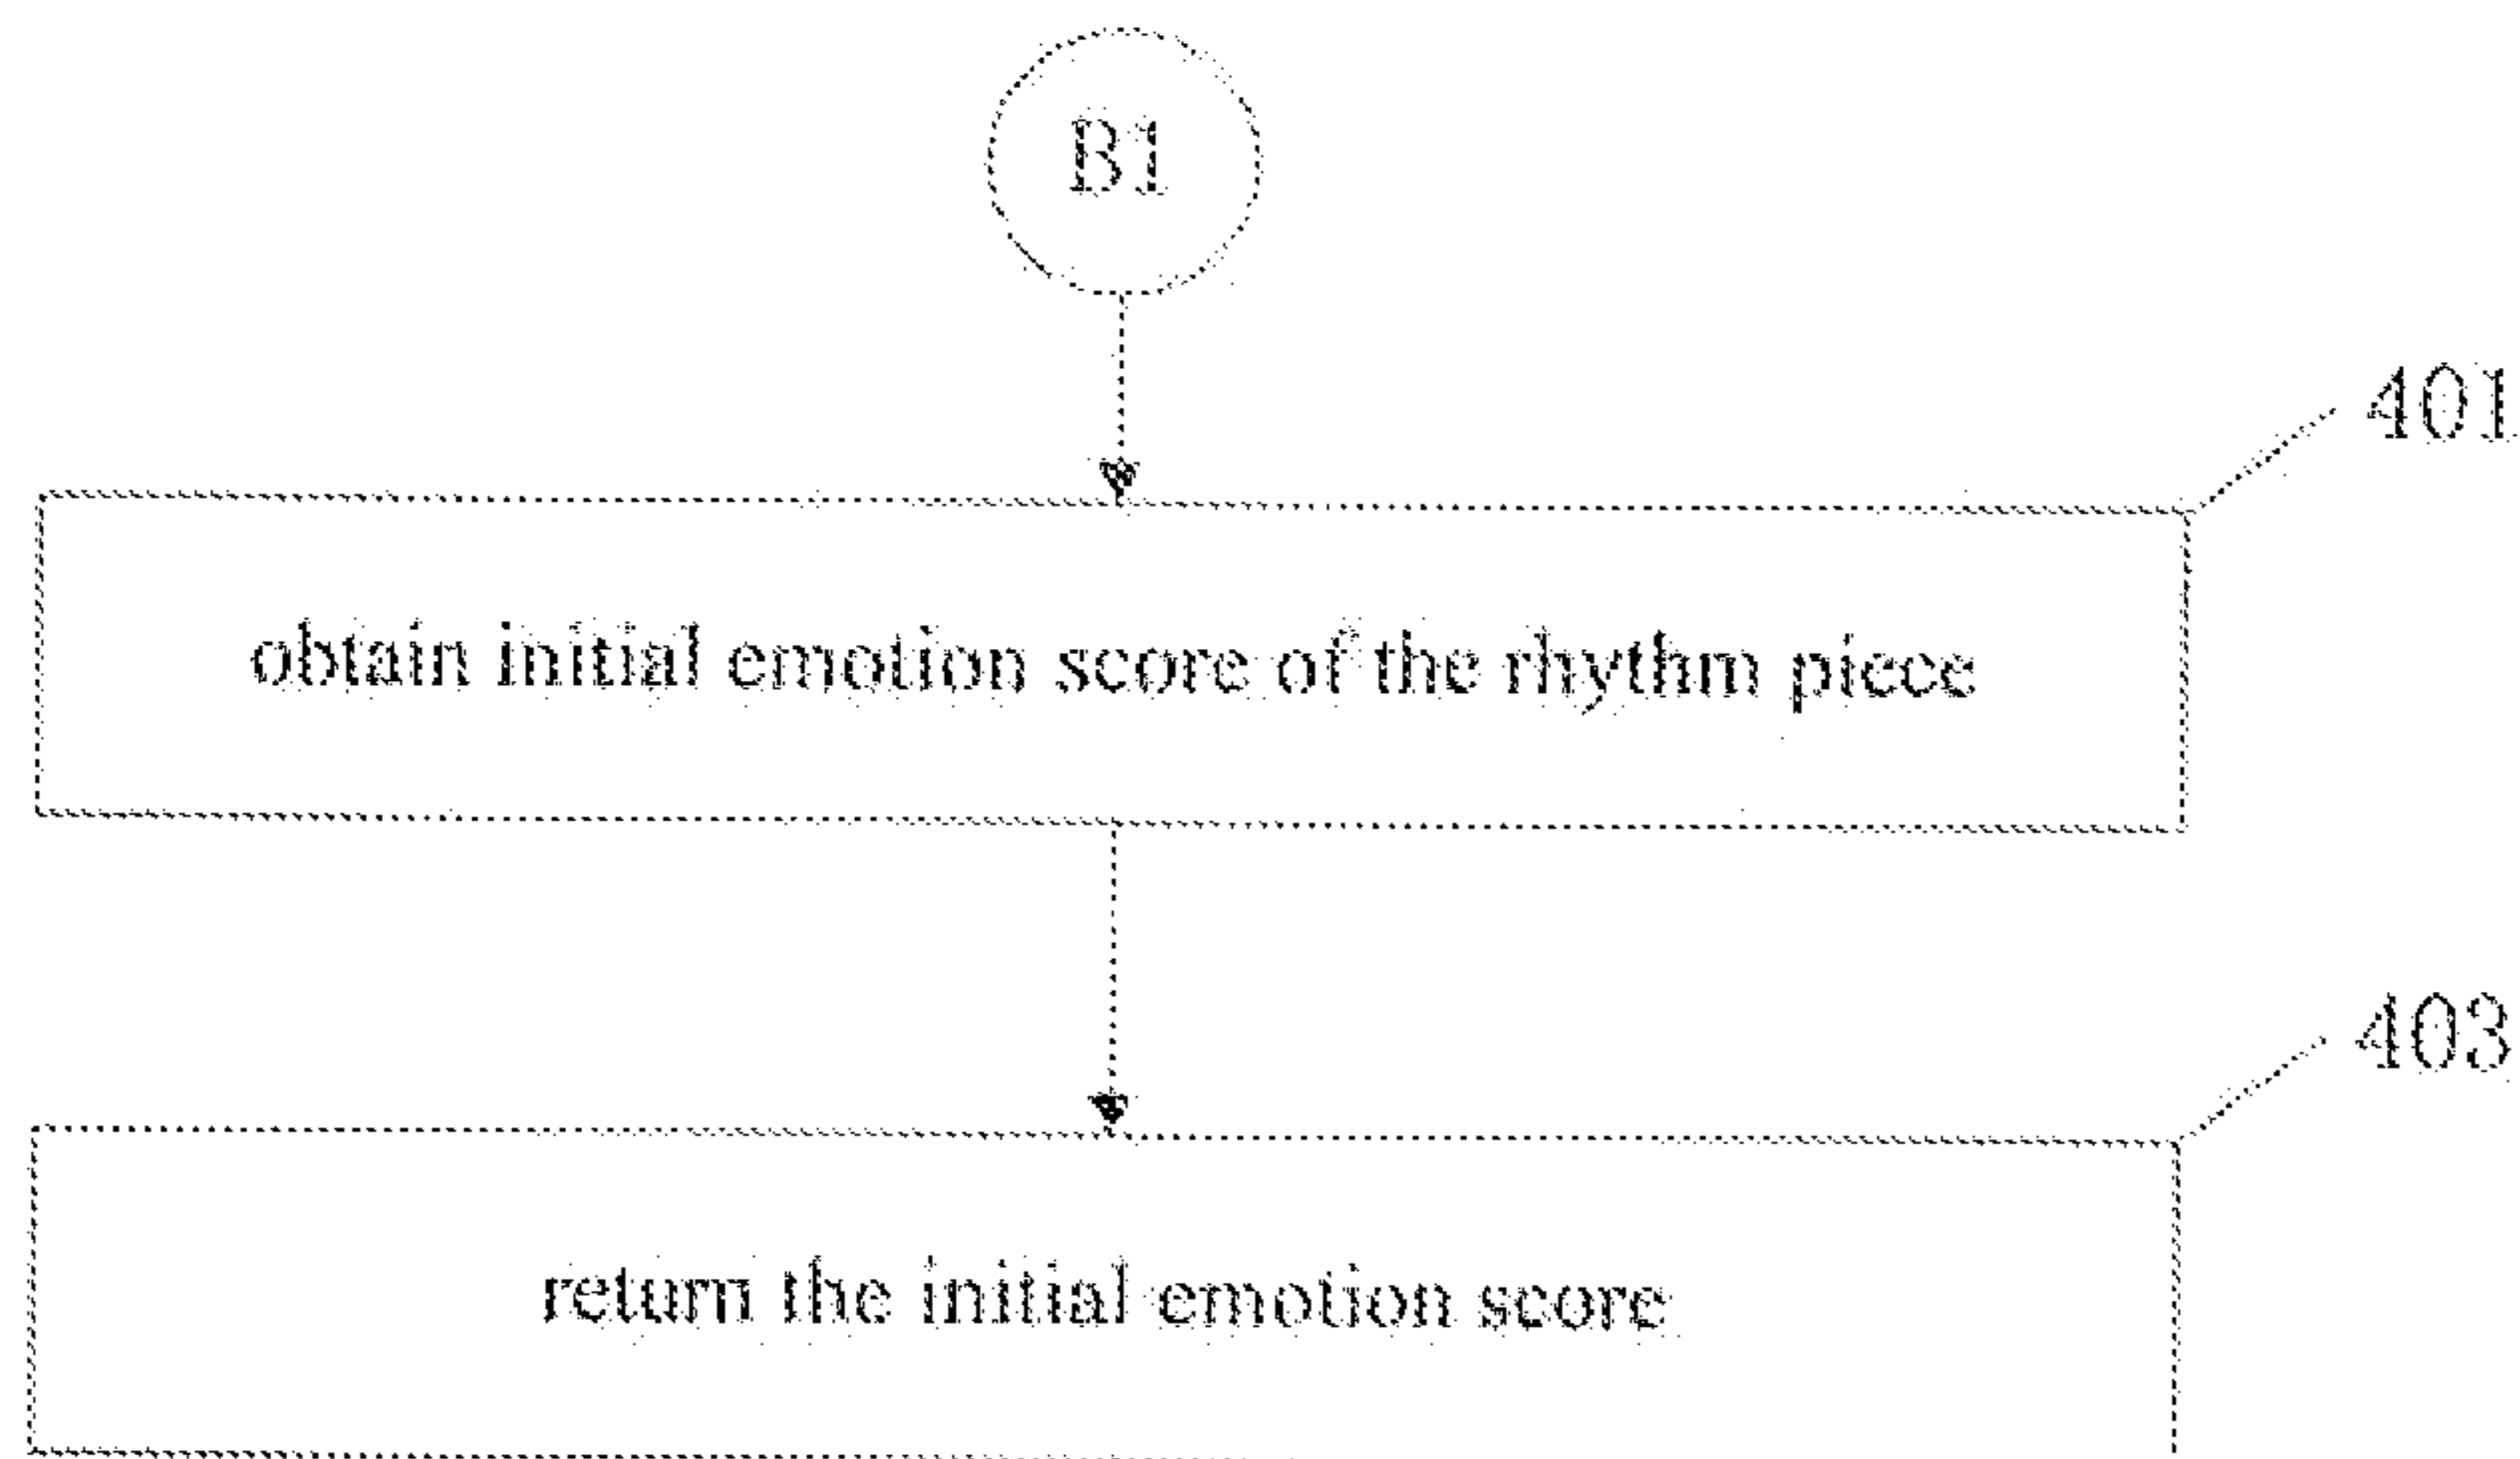 B1
401
obtain initial emotion score of the rhythm piece
403
return the initial emotion score